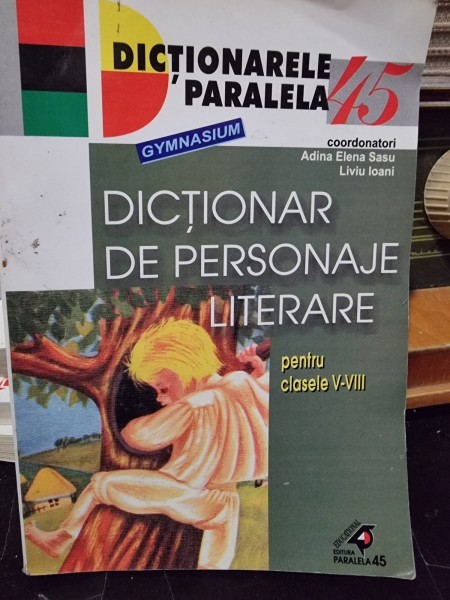 DICȚIONARELE
PARALELA 45
GYMNASIUM
coordonatori
Adina Elena Sasu
Liviu Ioani
DICȚIONAR
DE PERSONAJE
LITERARE
pentru
clasele V-VIII
EDUCAȚIONAL
EDITURA
PARALELA 45